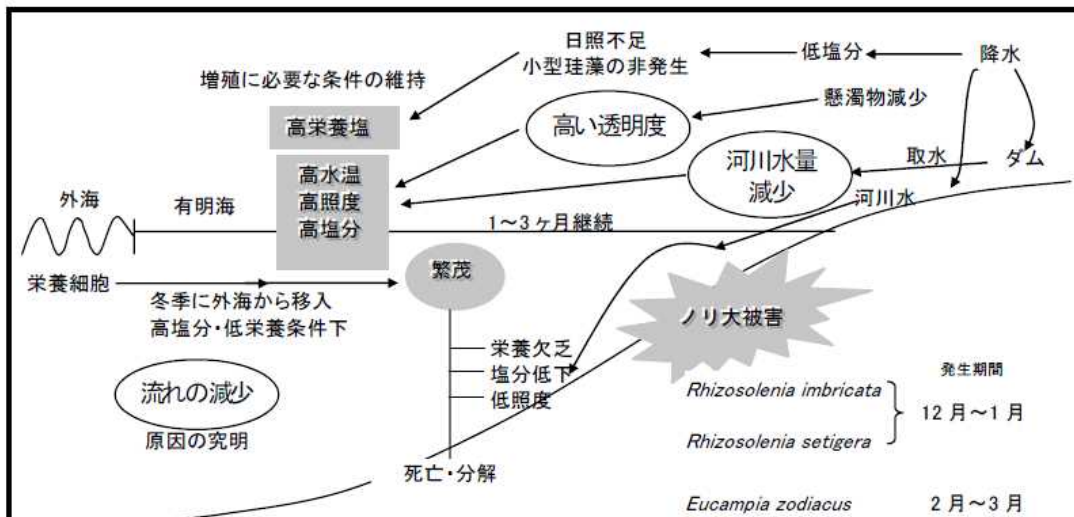 日照不足
小型珪藻の非発生
低塩分
降水
増殖に必要な条件の維持
懸濁物減少
高栄養塩
高い透明度
河川水量
減少
取水
ダム
高水温
高照度
高塩分
外海
有明海
河川水
1～3ヶ月継続
栄養細胞
繁茂
冬季に外海から移入
高塩分・低栄養条件下
ノリ大被害
栄養欠乏
塩分低下
低照度
流れの減少
原因の究明
死亡・分解
発生期間
Rhizosolenia imbricata
12月～1月
Rhizosolenia setigera
Eucampia zodiacus 2月～3月